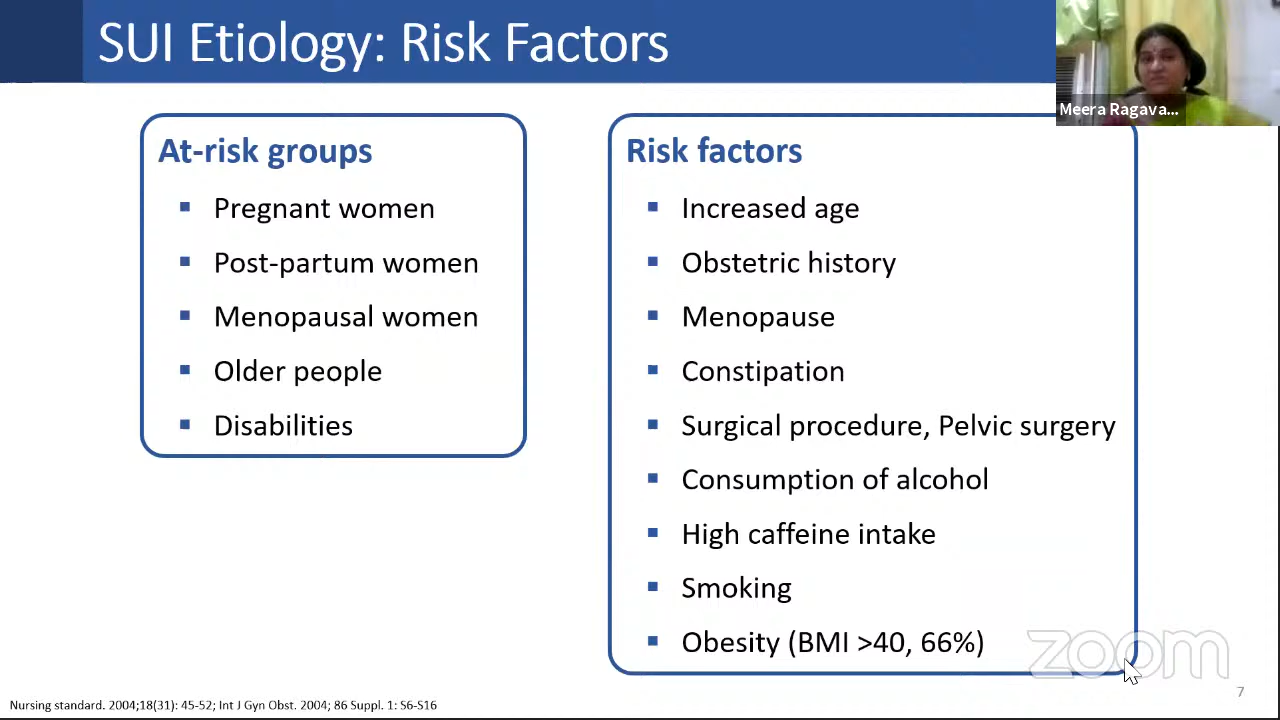 SUI Etiology: Risk Factors
Meera Ragava...
At-risk groups
▪ Pregnant women
▪ Post-partum women
▪ Menopausal women
▪ Older people
▪ Disabilities
Risk factors
▪ Increased age
▪ Obstetric history
▪ Menopause
▪ Constipation
▪ Surgical procedure, Pelvic surgery
▪ Consumption of alcohol
▪ High caffeine intake
▪ Smoking
▪ Obesity (BMI >40, 66%)
zoom
7
Nursing standard. 2004;18(31): 45-52; Int J Gyn Obst. 2004; 86 Suppl. 1: S6-S16